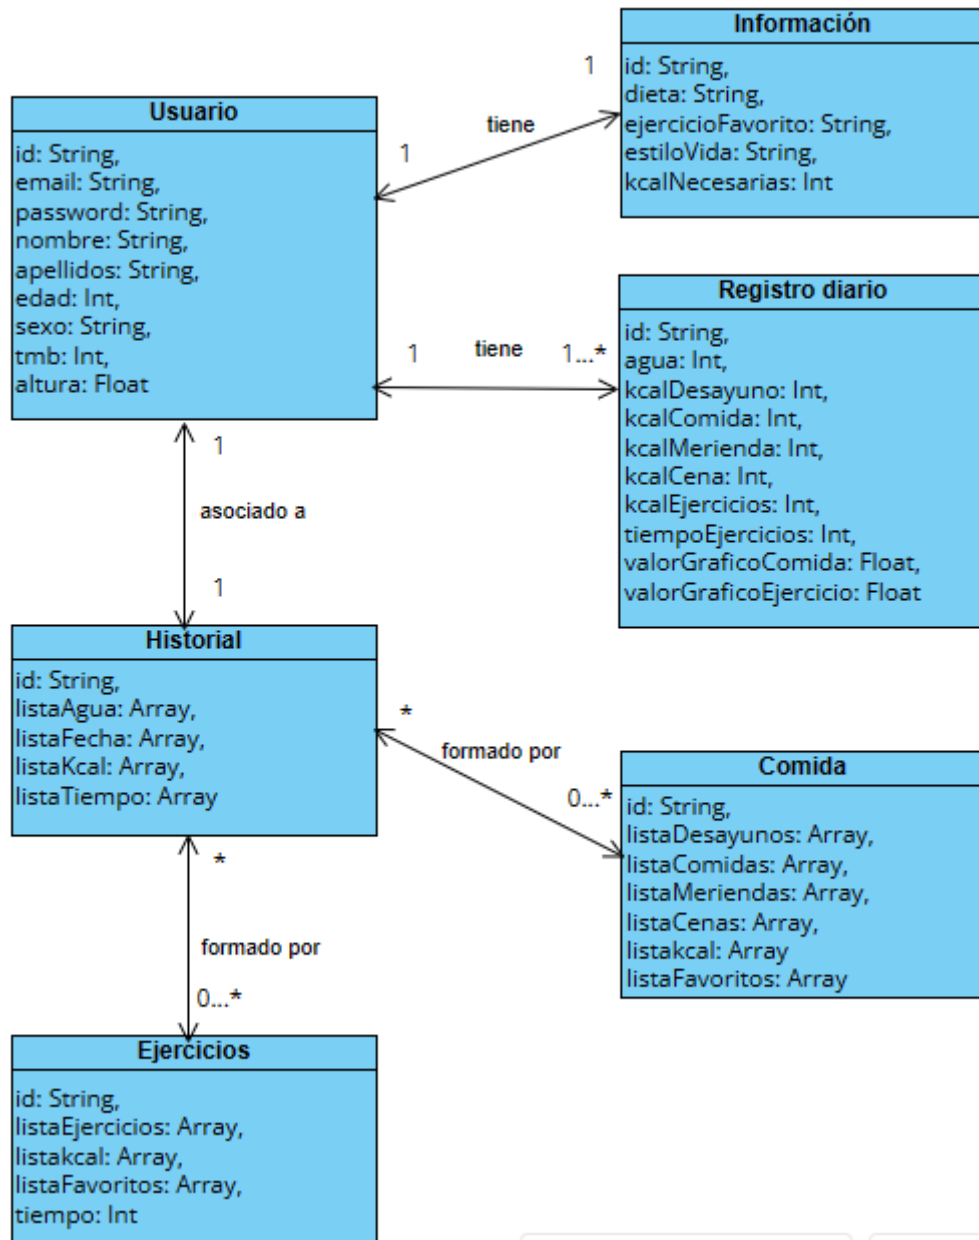 Información
id: String,
dieta: String,
ejercicioFavorito: String,
estiloVida: String,
kcalNecesarias: Int
1
tiene
1
Usuario
id: String,
email: String,
password: String,
nombre: String,
apellidos: String,
edad: Int,
sexo: String,
tmb: Int,
altura: Float
Registro diario
id: String,
agua: Int,
kcalDesayuno: Int,
kcalComida: Int,
kcalMerienda: Int,
kcalCena: Int,
kcalEjercicios: Int,
tiempoEjercicios: Int,
valorGraficoComida: Float,
valorGraficoEjercicio: Float
1 tiene 1...*
1
asociado a
1
Historial
id: String,
listaAgua: Array,
listaFecha: Array,
listaKcal: Array,
listaTiempo: Array
*
formado por
0...*
Comida
id: String,
listaDesayunos: Array,
listaComidas: Array,
listaMeriendas: Array,
listaCenas: Array,
listakcal: Array
listaFavoritos: Array
*
formado por
0...*
Ejercicios
id: String,
listaEjercicios: Array,
listakcal: Array,
listaFavoritos: Array,
tiempo: Int